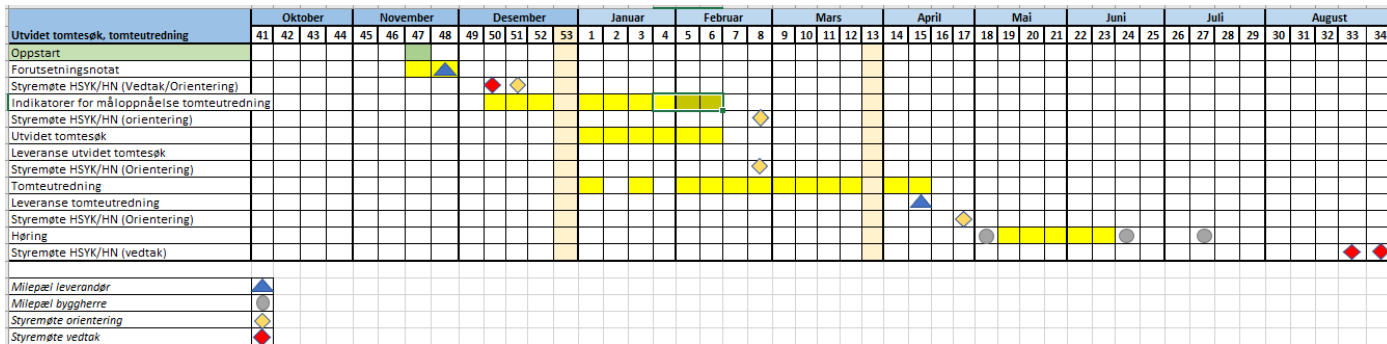 Oktober November Desember Januar Februar Mars April Mai Juni Juli August
Utvidet tomtesøk, tomteutredning 41 42 43 44 45 46 47 48 49 50 51 52 53 1 2 3 4 5 6 7 8 9 10 11 12 13 14 15 16 17 18 19 20 21 22 23 24 25 26 27 28 29 30 31 32 33 34
Oppstart
Forutsetningsnotat
Styremøte HSYK/HN (Vedtak/Orientering)
Indikatorer for måloppnåelse tomteutredning
Styremøte HSYK/HN (orientering)
Utvidet tomtesøk
Leveranse utvidet tomtesøk
Styremøte HSYK/HN (Orientering)
Tomteutredning
Leveranse tomteutredning
Styremøte HSYK/HN (Orientering)
Høring
Styremøte HSYK/HN (vedtak)
Milepæl leverandør
Milepæl byggherre
Styremøte orientering
Styremøte vedtak